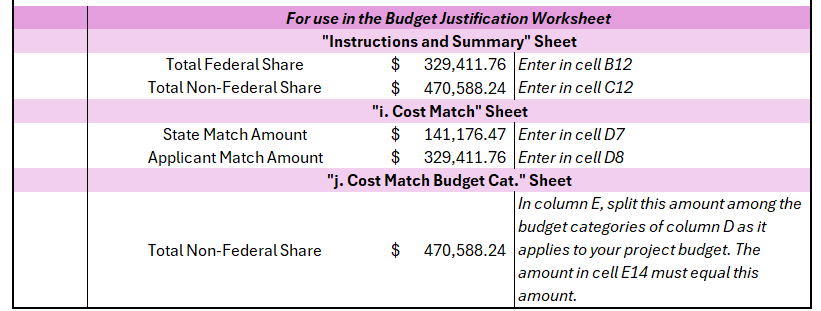 For use in the Budget Justification Worksheet
"Instructions and Summary" Sheet
Total Federal Share $ 329,411.76 Enter in cell B12
Total Non-Federal Share $ 470,588.24 Enter in cell C12
"i. Cost Match" Sheet
State Match Amount $ 141,176.47 Enter in cell D7
Applicant Match Amount $ 329,411.76 Enter in cell D8
"j. Cost Match Budget Cat." Sheet
Total Non-Federal Share $ 470,588.24
In column E, split this amount among the
budget categories of column D as it
applies to your project budget. The
amount in cell E14 must equal this
amount.